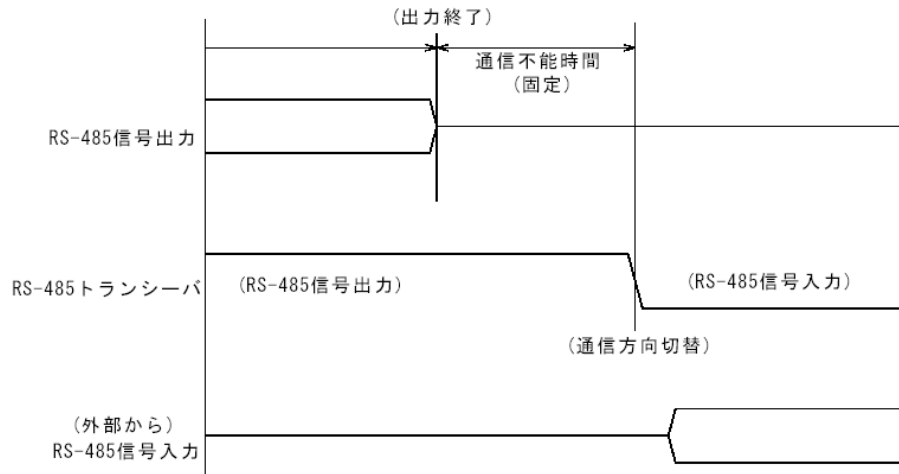 (出力終了)
通信不能時間
(固定)
RS-485信号出力
RS-485トランシーバ
(RS-485信号出力)
(RS-485信号入力)
(通信方向切替)
(外部から)
RS-485信号入力